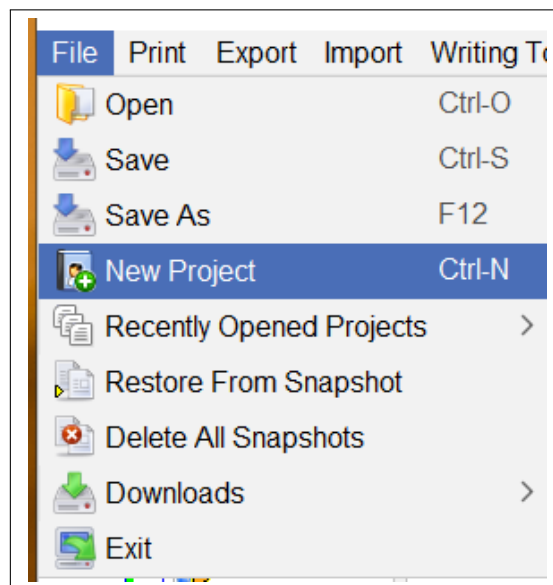 File Print Export Import Writing
Open Ctrl-O
Save Ctrl-S
Save As F12
New Project Ctrl-N
Recently Opened Projects
Restore From Snapshot
Delete All Snapshots
Downloads
Exit